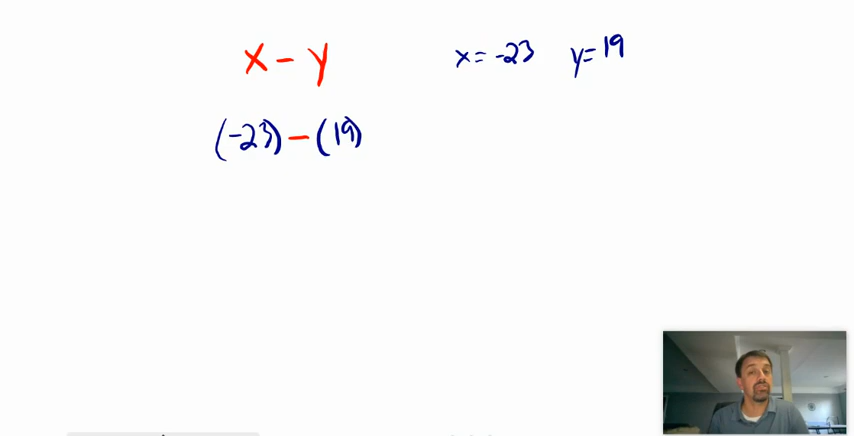 x - y x = -23 y = 19
(-23) - (19)